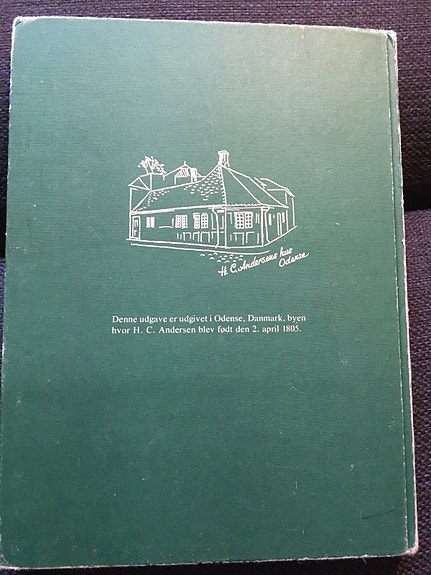 H. C. Andersens hus
Odense
Denne udgave er udgivet i Odense, Danmark, byen
hvor H. C. Andersen blev født den 2. april 1805.